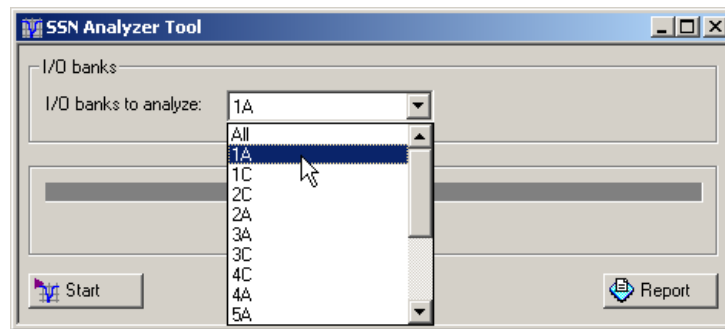 SSN Analyzer Tool
I/O banks
I/O banks to analyze: 1A
All
1A
1C
2C
2A
3A
3C
4C
4A
5A
Start
Report